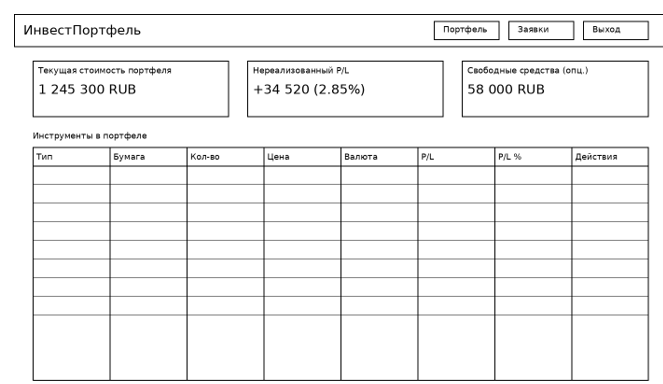 ИнвестПортфель
Портфель
Заявки
Выход
Текущая стоимость портфеля
1 245 300 RUB
Нереализованный P/L
+34 520 (2.85%)
Свободные средства (опц.)
58 000 RUB
Инструменты в портфеле
Тип Бумага Кол-во Цена Валюта P/L P/L % Действия